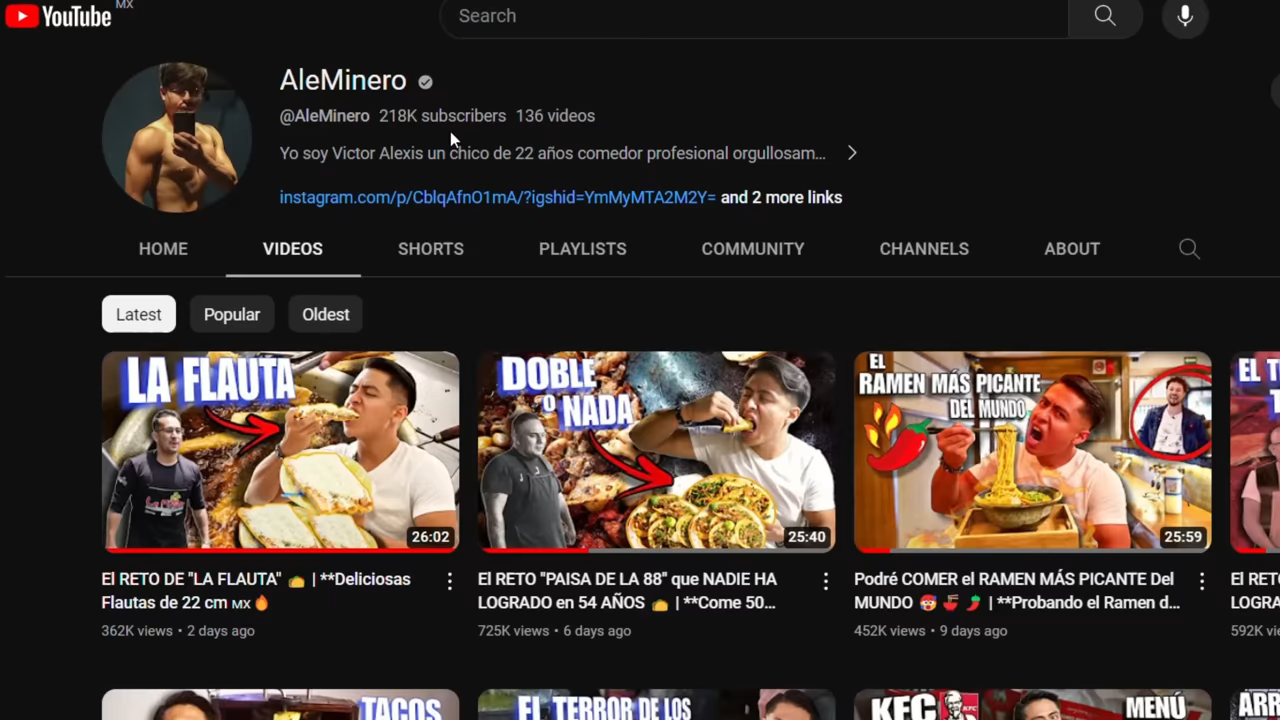 YouTube MX
Search
AleMinero
@AleMinero 218K subscribers 136 videos
Yo soy Victor Alexis un chico de 22 años comedor profesional orgullosam...
instagram.com/p/CblqAfnO1mA/?igshid=YmMyMTA2M2Y= and 2 more links
HOME VIDEOS SHORTS PLAYLISTS COMMUNITY CHANNELS ABOUT
Latest Popular Oldest
LA FLAUTA
26:02
DOBLE
O NADA
25:40
EL
RAMEN MÁS PICANTE
DEL MUNDO
25:59
EL T
El RETO DE "LA FLAUTA" 🌮 | **Deliciosas
Flautas de 22 cm MX🔥
362K views • 2 days ago
El RETO "PAISA DE LA 88" que NADIE HA
LOGRADO en 54 AÑOS 🌮 | **Come 50...
725K views • 6 days ago
Podré COMER el RAMEN MÁS PICANTE Del
MUNDO 🥵🍜🌶️ | **Probando el Ramen d...
452K views • 9 days ago
El RET
LOGRA
592K
TACOS
EL TERROR DE LOS
KFC
KFC
MENÚ
ARR